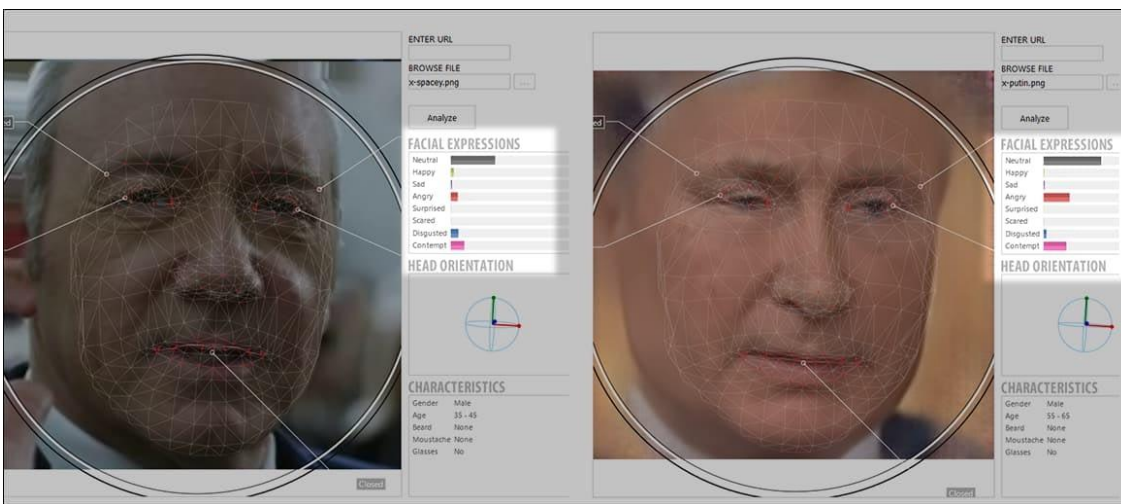 ENTER URL
BROWSE FILE
x-spacey.png
...
Analyze
FACIAL EXPRESSIONS
Neutral
Happy
Sad
Angry
Surprised
Scared
Disgusted
Contempt
HEAD ORIENTATION
CHARACTERISTICS
Gender Male
Age 35 - 45
Beard None
Moustache None
Glasses No
Closed
ENTER URL
BROWSE FILE
x-putin.png
Analyze
FACIAL EXPRESSIONS
Neutral
Happy
Sad
Angry
Surprised
Scared
Disgusted
Contempt
HEAD ORIENTATION
CHARACTERISTICS
Gender Male
Age 55 - 65
Beard None
Moustache None
Glasses No
Closed